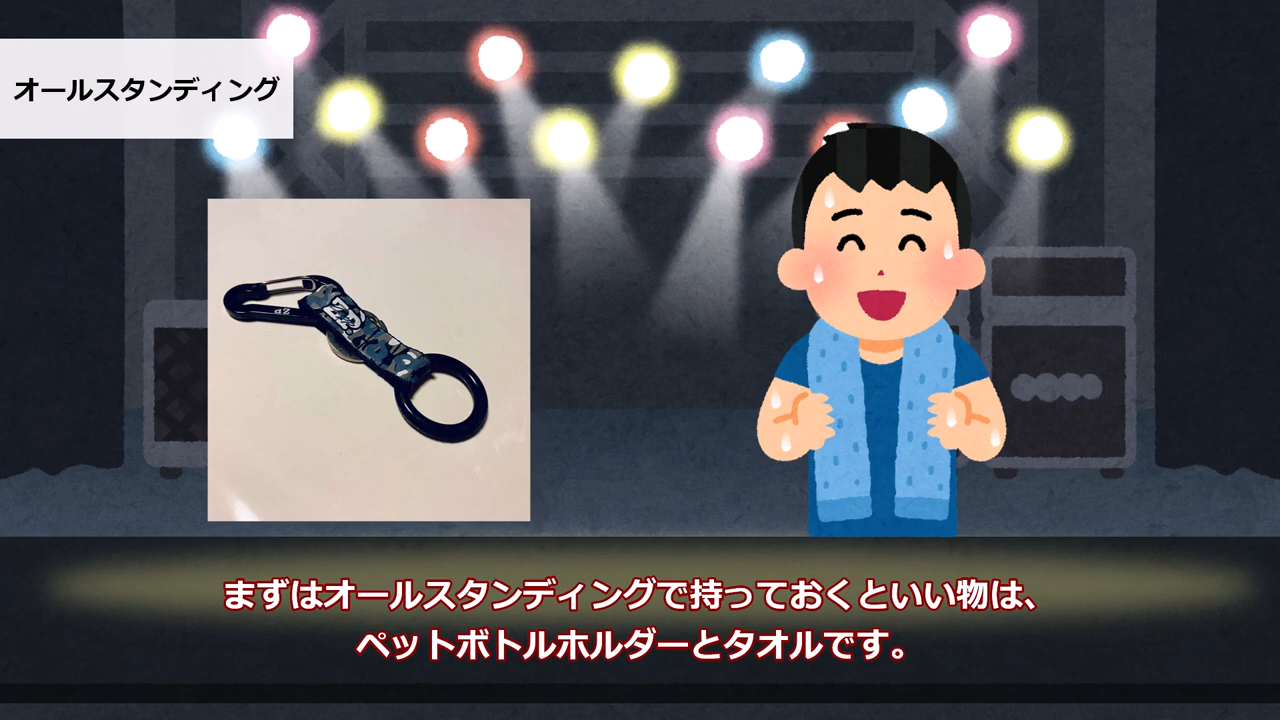 オールスタンディング
まずはオールスタンディングで持っておくといい物は、
ペットボトルホルダーとタオルです。